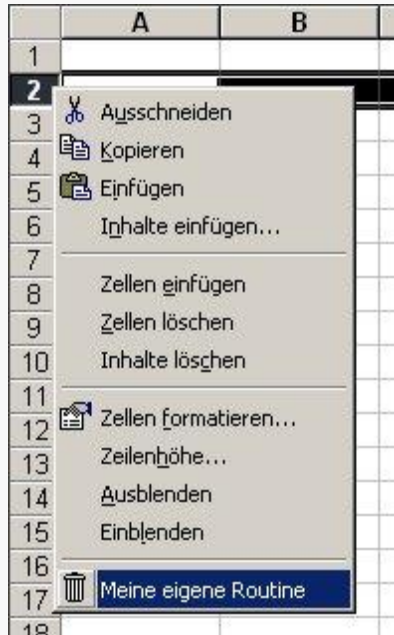 A B
1
2
3
4
5
6
7
8
9
10
11
12
13
14
15
16
17
18
Ausschneiden
Kopieren
Einfügen
Inhalte einfügen...
Zellen einfügen
Zellen löschen
Inhalte löschen
Zellen formatieren...
Zeilenhöhe...
Ausblenden
Einblenden
Meine eigene Routine